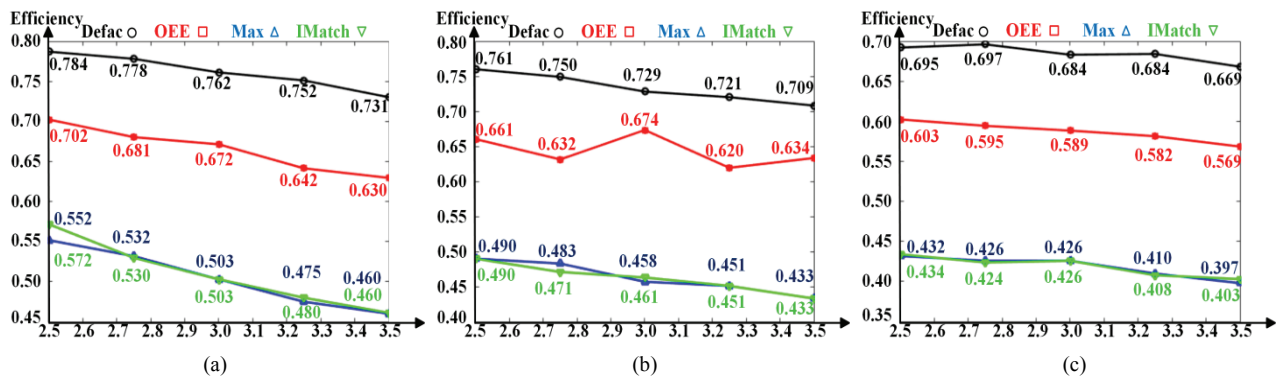 Efficiency
Defac OEE Max IMatch
0.80
0.75
0.70
0.65
0.60
0.55
0.50
0.45
0.784 0.778 0.762 0.752 0.731
0.702 0.681 0.672 0.642 0.630
0.552 0.532 0.503 0.475 0.460
0.572 0.530 0.503 0.480 0.460
2.5 2.6 2.7 2.8 2.9 3.0 3.1 3.2 3.3 3.4 3.5
(a)
Efficiency
Defac OEE Max IMatch
0.80
0.75
0.70
0.65
0.60
0.55
0.50
0.45
0.40
0.761 0.750 0.729 0.721 0.709
0.661 0.632 0.674 0.620 0.634
0.490 0.483 0.458 0.451 0.433
0.490 0.471 0.461 0.451 0.433
2.5 2.6 2.7 2.8 2.9 3.0 3.1 3.2 3.3 3.4 3.5
(b)
Efficiency
Defac OEE Max IMatch
0.70
0.65
0.60
0.55
0.50
0.45
0.40
0.35
0.695 0.697 0.684 0.684 0.669
0.603 0.595 0.589 0.582 0.569
0.432 0.426 0.426 0.410 0.397
0.434 0.424 0.426 0.408 0.403
2.5 2.6 2.7 2.8 2.9 3.0 3.1 3.2 3.3 3.4 3.5
(c)